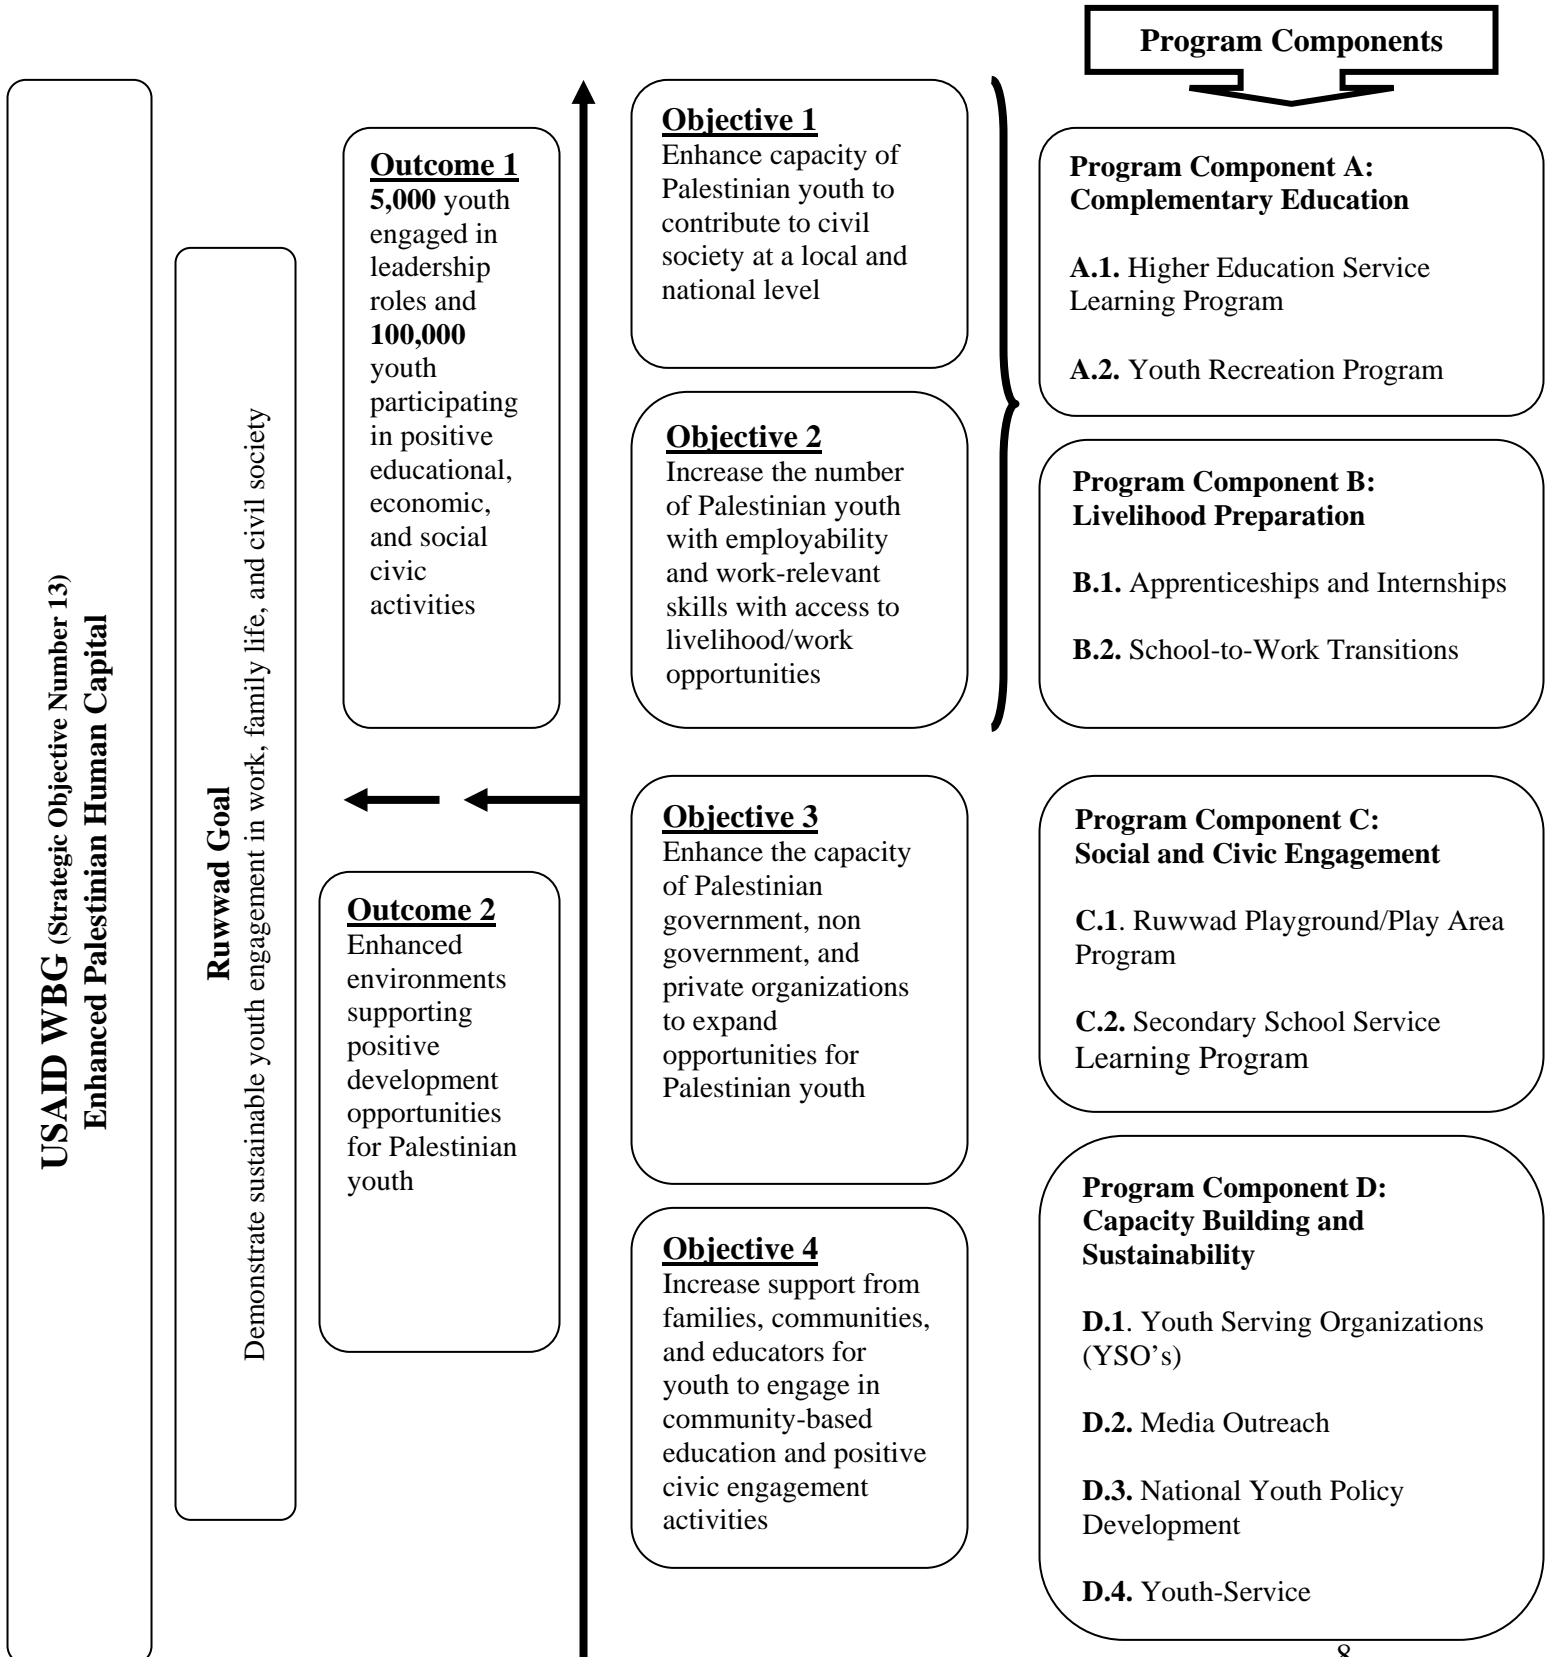 Program Components
USAID WBG (Strategic Objective Number 13)
Enhanced Palestinian Human Capital
Ruwwad Goal
Demonstrate sustainable youth engagement in work, family life, and civil society
Outcome 1
5,000 youth
engaged in
leadership
roles and
100,000
youth
participating
in positive
educational,
economic,
and social
civic
activities
Outcome 2
Enhanced
environments
supporting
positive
development
opportunities
for Palestinian
youth
Objective 1
Enhance capacity of
Palestinian youth to
contribute to civil
society at a local and
national level
Objective 2
Increase the number
of Palestinian youth
with employability
and work-relevant
skills with access to
livelihood/work
opportunities
Objective 3
Enhance the capacity
of Palestinian
government, non
government, and
private organizations
to expand
opportunities for
Palestinian youth
Objective 4
Increase support from
families, communities,
and educators for
youth to engage in
community-based
education and positive
civic engagement
activities
Program Component A:
Complementary Education
A.1. Higher Education Service
Learning Program
A.2. Youth Recreation Program
Program Component B:
Livelihood Preparation
B.1. Apprenticeships and Internships
B.2. School-to-Work Transitions
Program Component C:
Social and Civic Engagement
C.1. Ruwwad Playground/Play Area
Program
C.2. Secondary School Service
Learning Program
Program Component D:
Capacity Building and
Sustainability
D.1. Youth Serving Organizations
(YSO's)
D.2. Media Outreach
D.3. National Youth Policy
Development
D.4. Youth-Service
8